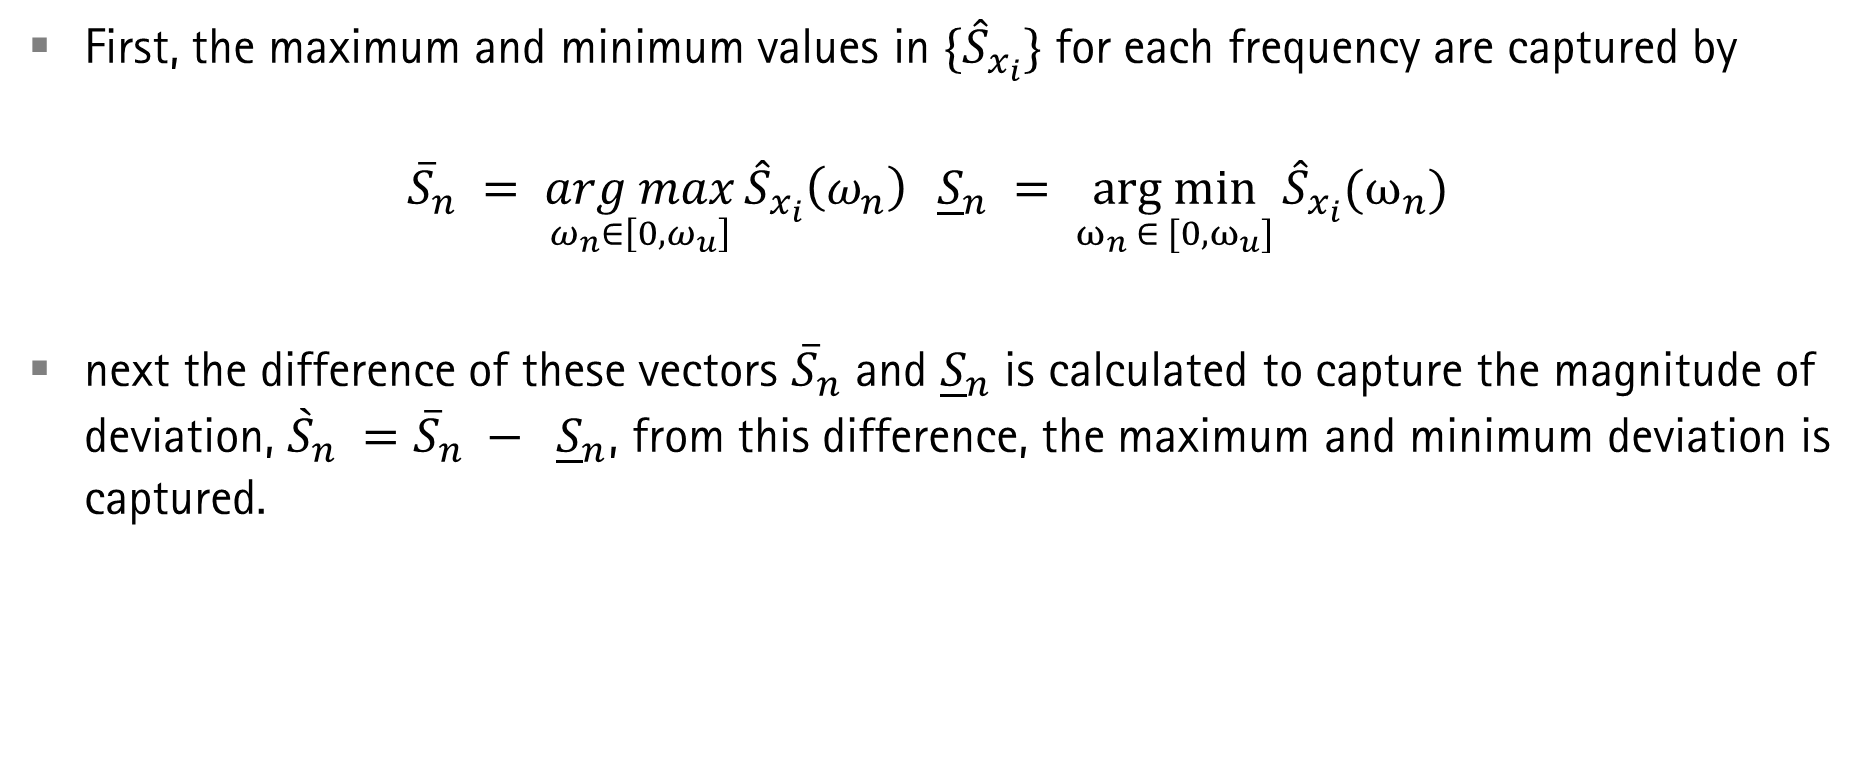 ▪ First, the maximum and minimum values in {Ŝ_{x_i}} for each frequency are captured by
S̄_n = arg max_{ω_n∈[0,ω_u]} Ŝ_{x_i}(ω_n) S̲_n = arg min_{ω_n ∈ [0,ω_u]} Ŝ_{x_i}(ω_n)
▪ next the difference of these vectors S̄_n and S̲_n is calculated to capture the magnitude of
deviation, S̀_n = S̄_n − S̲_n, from this difference, the maximum and minimum deviation is
captured.